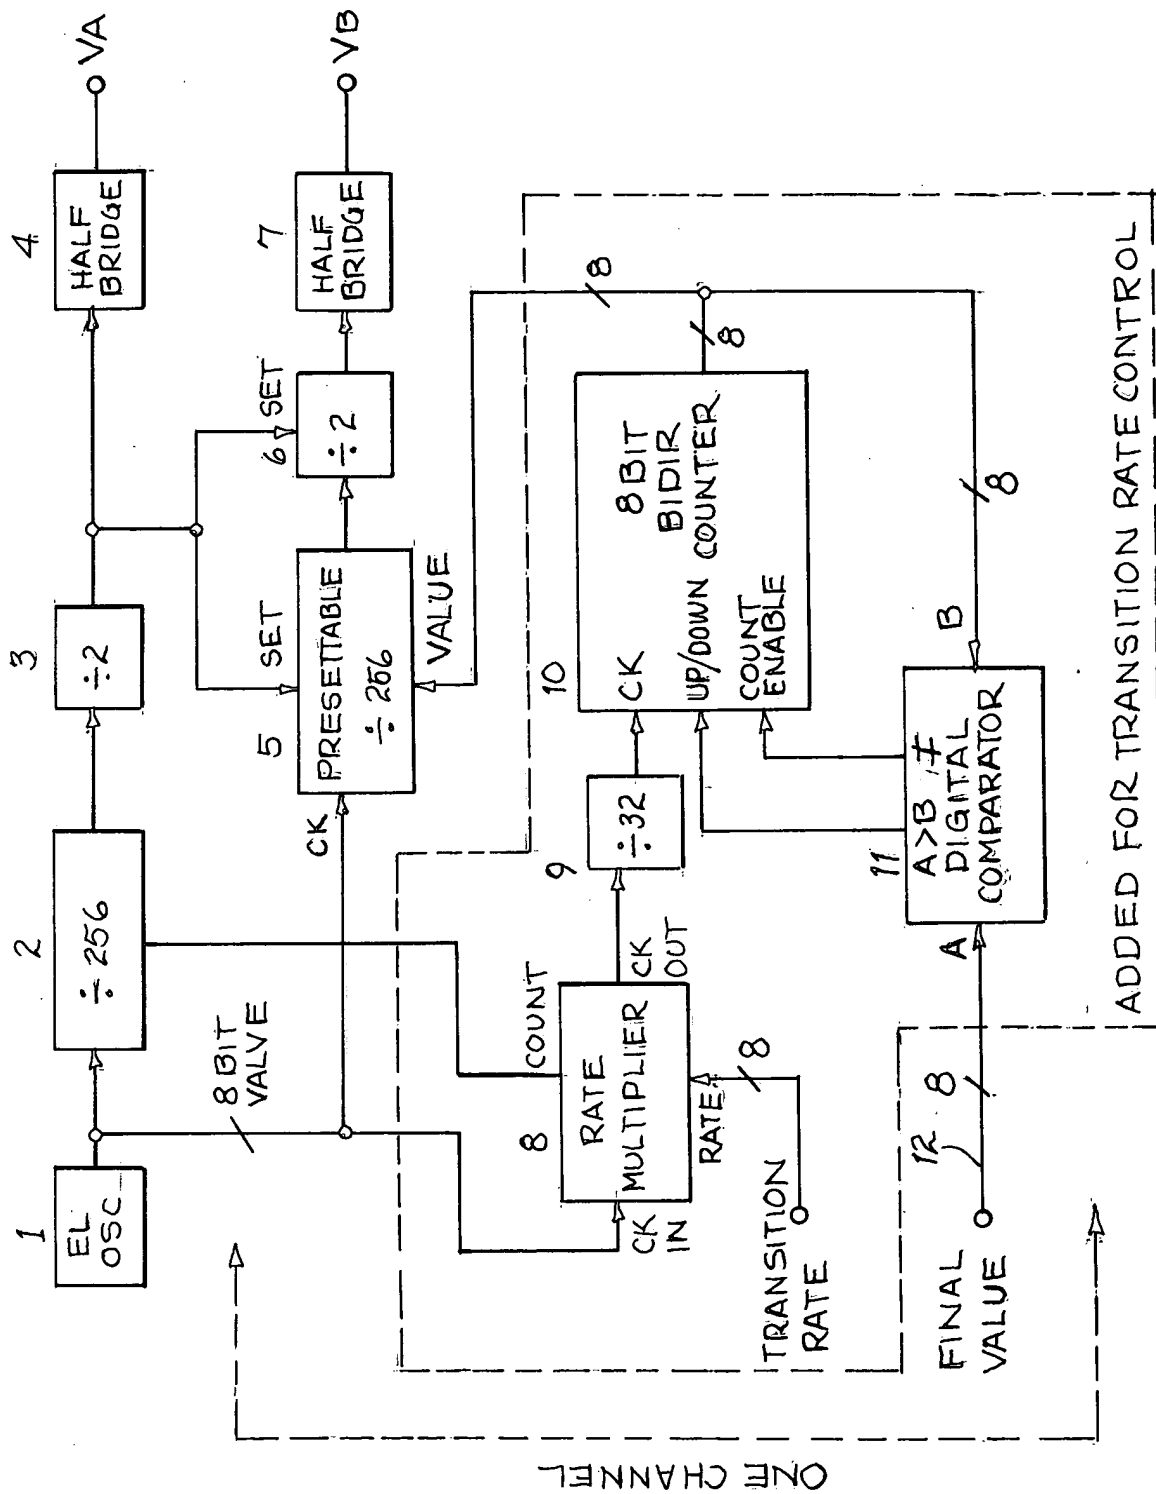 1
EL
OSC
2
÷256
3
÷2
4
HALF
BRIDGE
VA
8 BIT
VALVE
CK
5
PRESETTABLE
÷256
SET
VALUE
6
SET
÷2
7
HALF
BRIDGE
VB
8
RATE
MULTIPLIER
COUNT
CK
IN
CK
OUT
RATE
8
TRANSITION
RATE
9
÷32
10
8 BIT
BIDIR
COUNTER
CK
UP/DOWN
COUNT
ENABLE
8
8
8
11
A>B ≠
DIGITAL
COMPARATOR
A
B
12
8
FINAL
VALUE
ADDED FOR TRANSITION RATE CONTROL
ONE CHANNEL